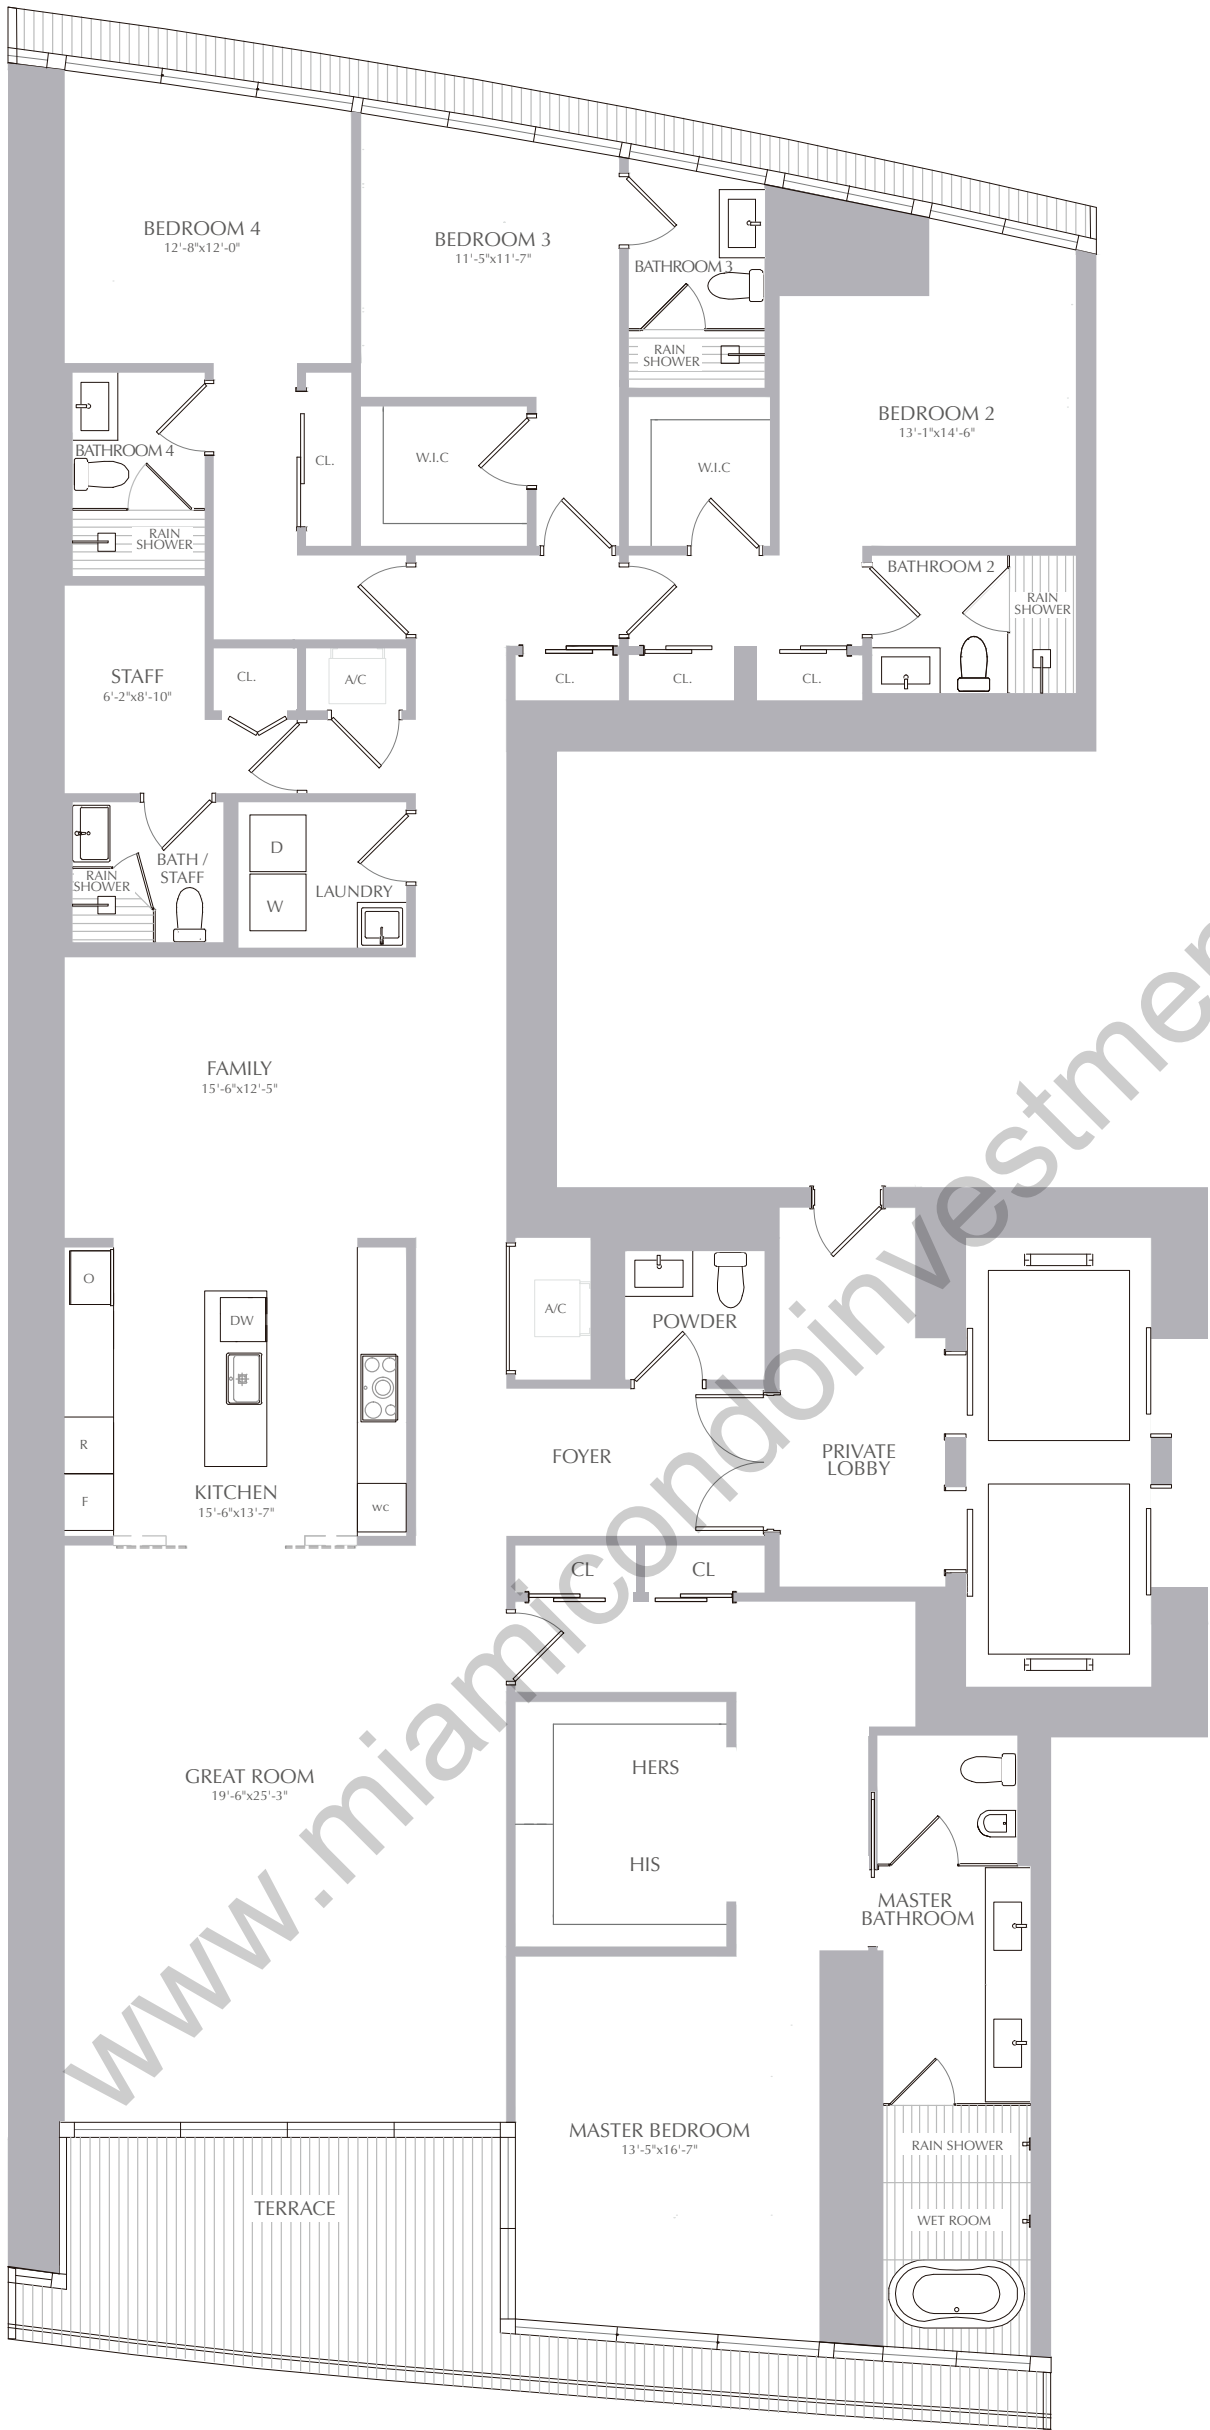 BEDROOM 4
12'-8"x12'-0"
BEDROOM 3
11'-5"x11'-7"
BATHROOM 3
RAIN
SHOWER
BEDROOM 2
13'-1"x14'-6"
BATHROOM 4
RAIN
SHOWER
CL.
W.I.C
W.I.C
BATHROOM 2
RAIN
SHOWER
STAFF
6'-2"x8'-10"
CL.
A/C
CL.
CL.
CL.
BATH /
STAFF
RAIN
SHOWER
D
W
LAUNDRY
FAMILY
15'-6"x12'-5"
O
DW
R
F
KITCHEN
15'-6"x13'-7"
WC
A/C
POWDER
FOYER
PRIVATE
LOBBY
CL
CL
GREAT ROOM
19'-6"x25'-3"
HERS
HIS
MASTER
BATHROOM
MASTER BEDROOM
13'-5"x16'-7"
RAIN SHOWER
WET ROOM
TERRACE
www.miamicondoinvestmen